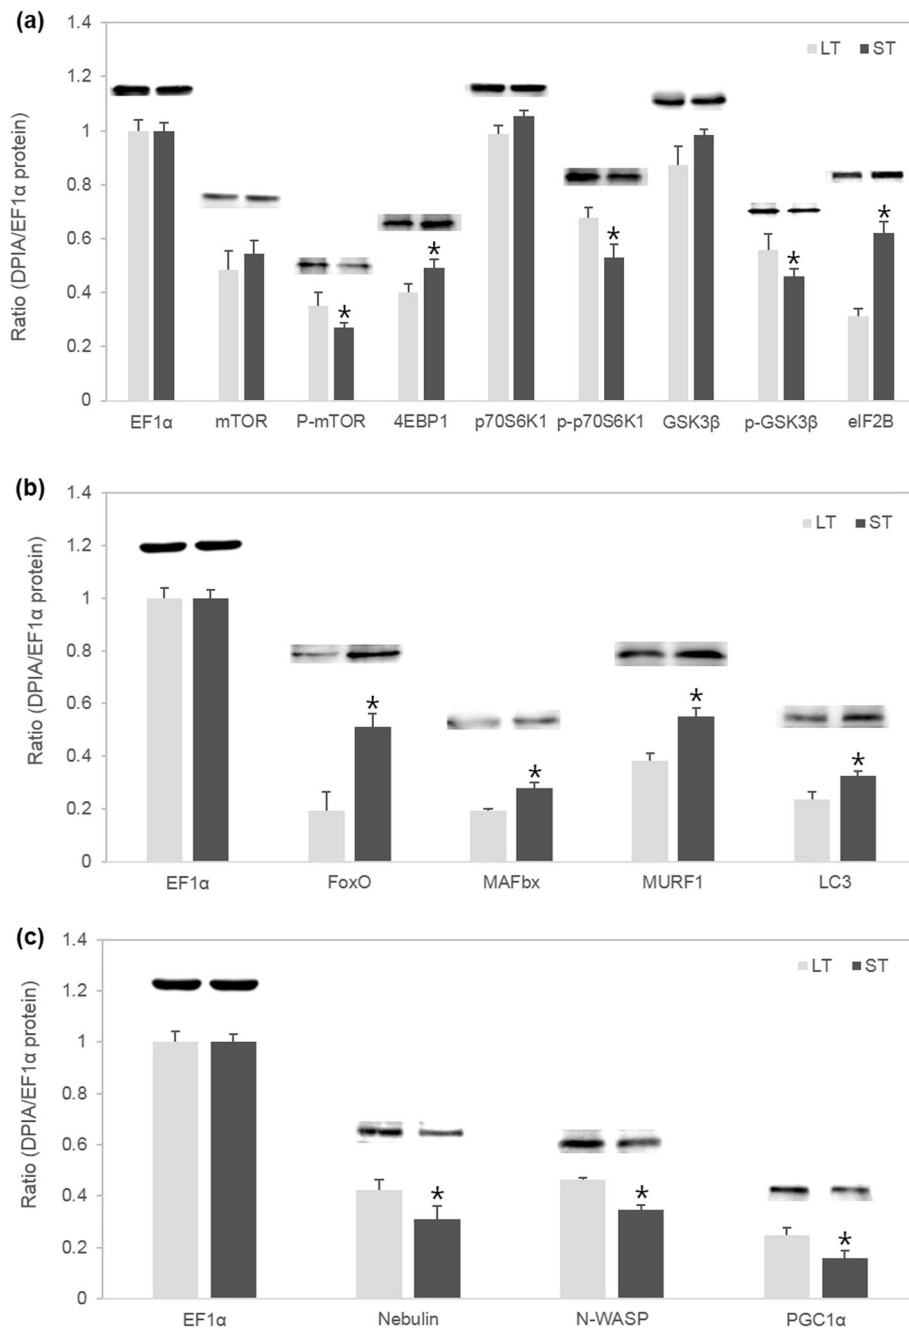 (a)
1.4
1.2
1
0.8
0.6
0.4
0.2
0
Ratio (DPIA/EF1α protein)
LT ST
* * * * *
EF1α mTOR P-mTOR 4EBP1 p70S6K1 p-p70S6K1 GSK3β p-GSK3β eIF2B
(b)
1.4
1.2
1
0.8
0.6
0.4
0.2
0
Ratio (DPIA/EF1α protein)
LT ST
* * * *
EF1α FoxO MAFbx MURF1 LC3
(c)
1.4
1.2
1
0.8
0.6
0.4
0.2
0
Ratio (DPIA/EF1α protein)
LT ST
* * *
EF1α Nebulin N-WASP PGC1α